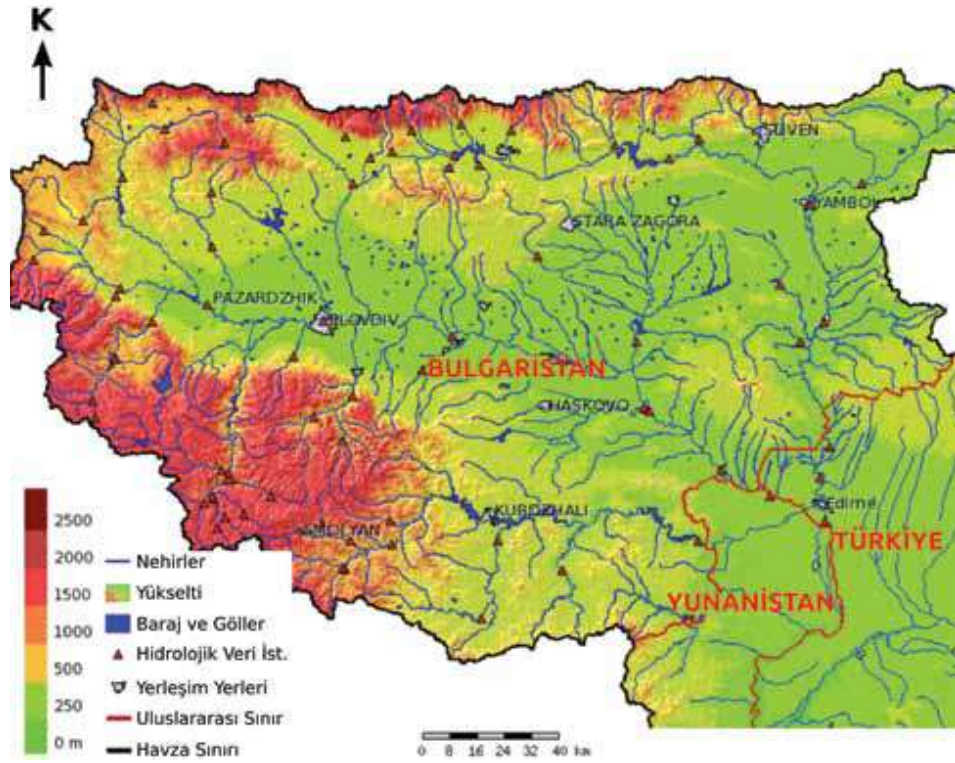 K
SLIVEN
YAMBOL
STARA ZAGORA
PAZARDZHIK
PLOVDIV
BULGARİSTAN
HASKOVO
KURDZHALI
SMOLYAN
Edirne
TÜRKİYE
YUNANİSTAN
2500
2000
1500
1000
500
250
0 m
Nehirler
Yükselti
Baraj ve Göller
Hidrolojik Veri İst.
Yerleşim Yerleri
Uluslararası Sınır
Havza Sınırı
0 8 16 24 32 40 km